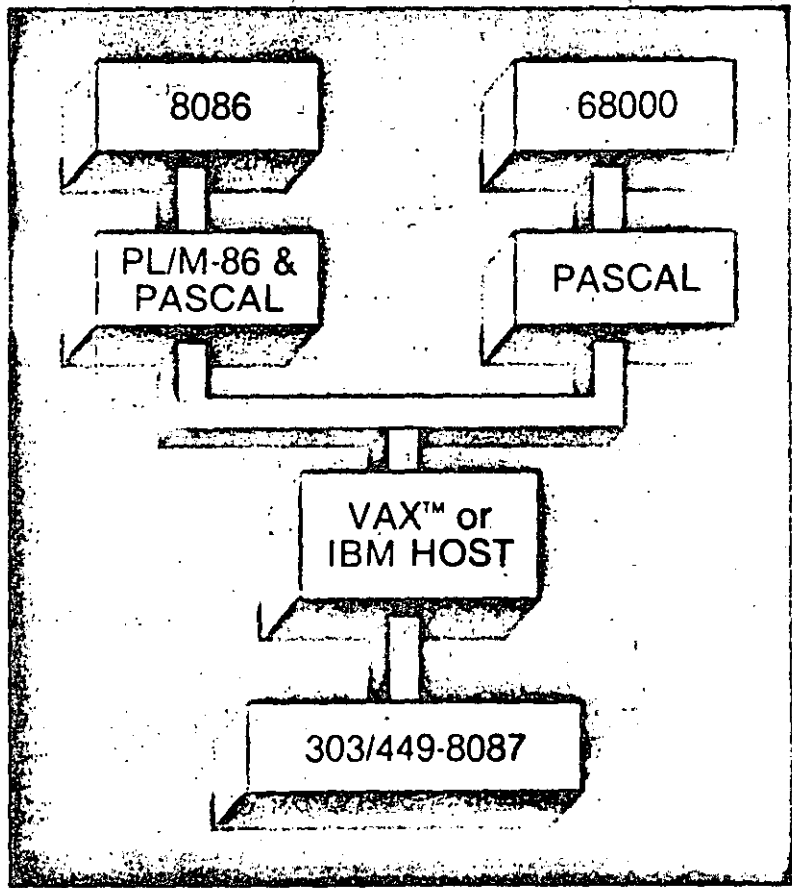 8086
68000
PL/M-86 &
PASCAL
PASCAL
VAX™ or
IBM HOST
303/449-8087